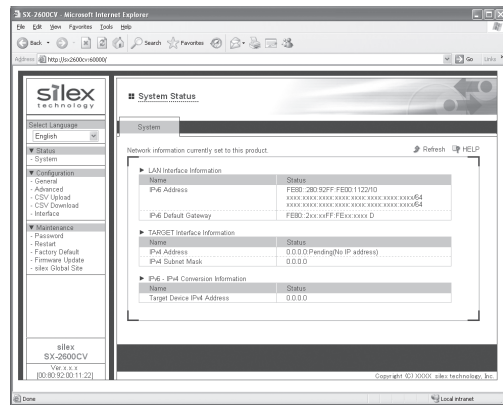 SX-2600CV - Microsoft Internet Explorer
File Edit View Favorites Tools Help
Back Search Favorites
Address http://sx2600cv:60000/ Go Links
silex
technology
Select Language
English
▼ Status
- System
▼ Configuration
- General
- Advanced
- CSV Upload
- CSV Download
- Interface
▼ Maintenance
- Password
- Restart
- Factory Default
- Firmware Update
- silex Global Site
silex
SX-2600CV
Ver x.x.x
[00:80:92:00:11:22]
System Status
System
Network information currently set to this product.
Refresh HELP
► LAN Interface Information
Name Status
IPv6 Address FE80::280:92FF:FE00:1122/10
xxxx:xxxx:xxxx:xxxx:xxxx:xxxx:xxxx:xxxx/64
xxxx:xxxx:xxxx:xxxx:xxxx:xxxx:xxxx:xxxx/64
IPv6 Default Gateway FE80::2xx:xxFF:FExx:xxxx D
► TARGET Interface Information
Name Status
IPv4 Address 0.0.0.0:Pending(No IP address)
IPv4 Subnet Mask 0.0.0.0
► IPv6 - IPv4 Conversion Information
Name Status
Target Device IPv4 Address 0.0.0.0
Copyright (C) XXXX silex technology, Inc.
Done Local intranet